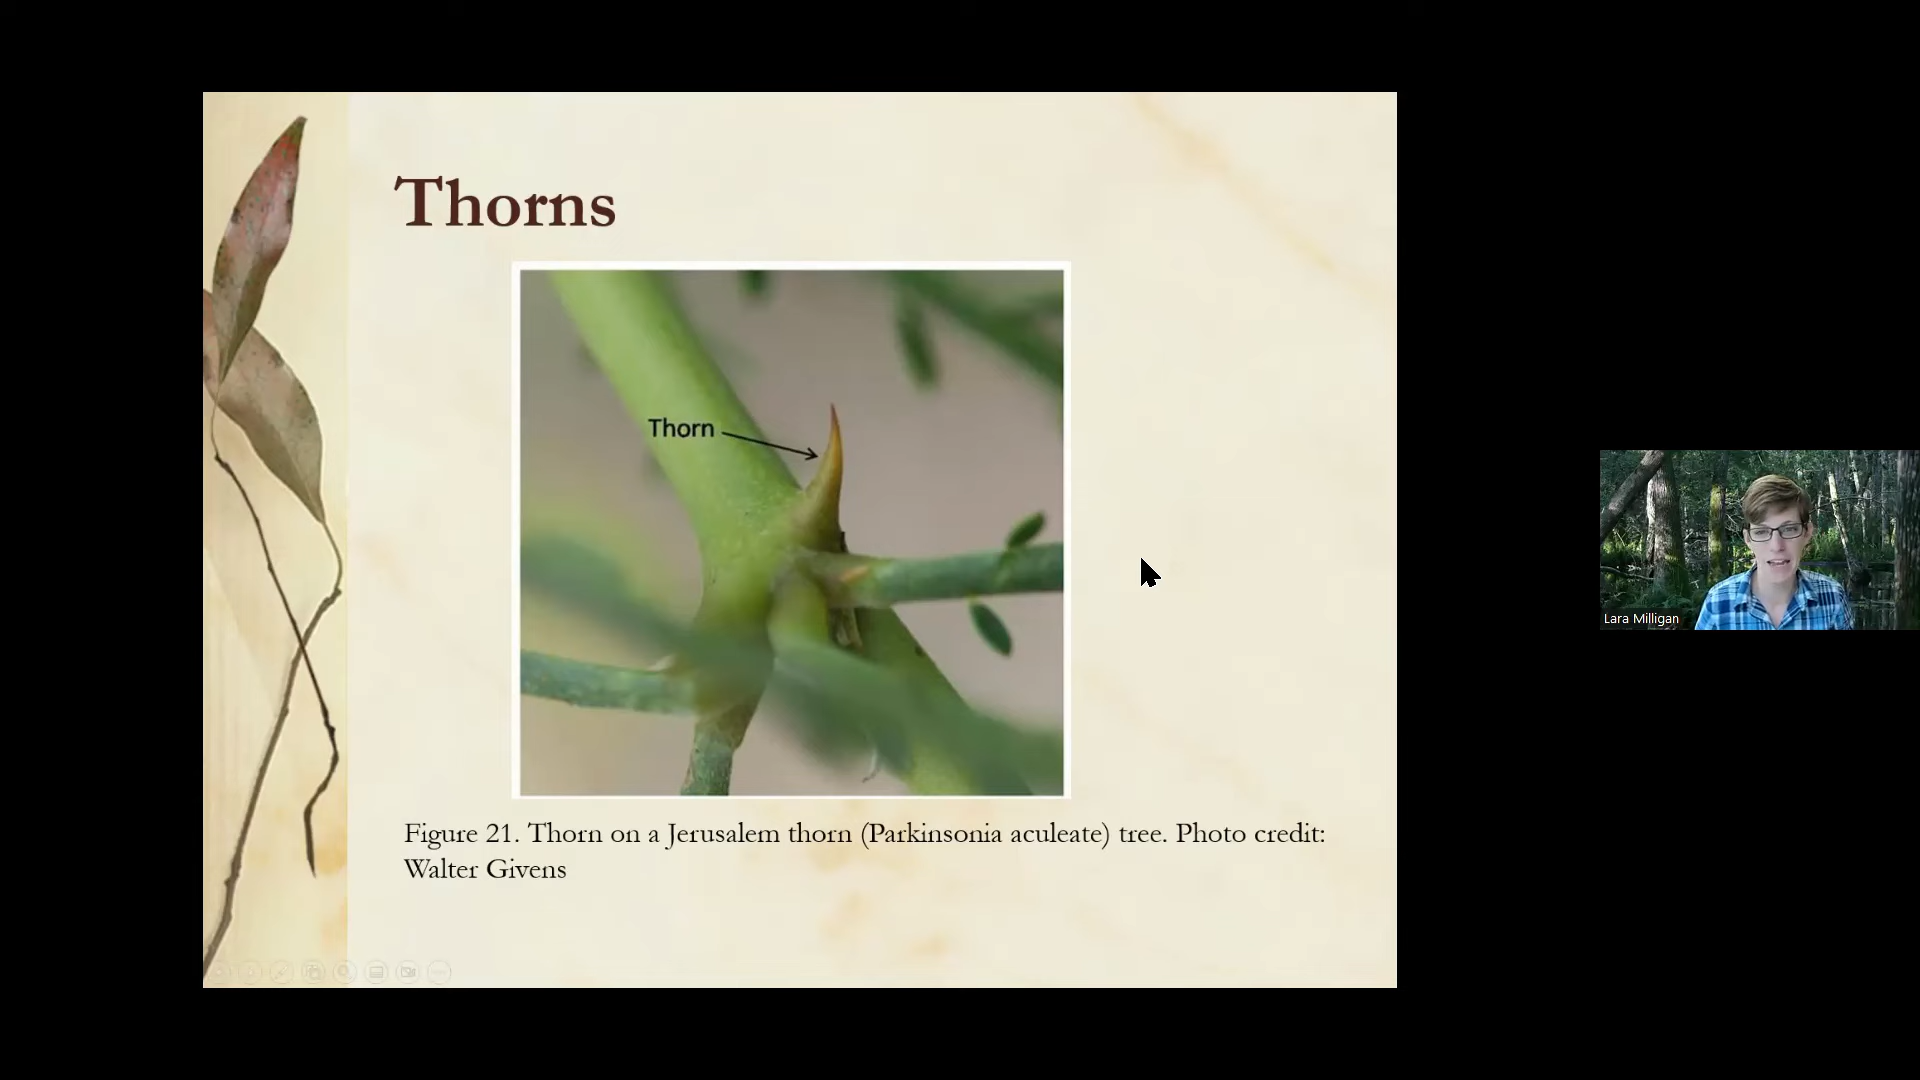 Thorns
Thorn
Figure 21. Thorn on a Jerusalem thorn (Parkinsonia aculeate) tree. Photo credit:
Walter Givens
Lara Milligan